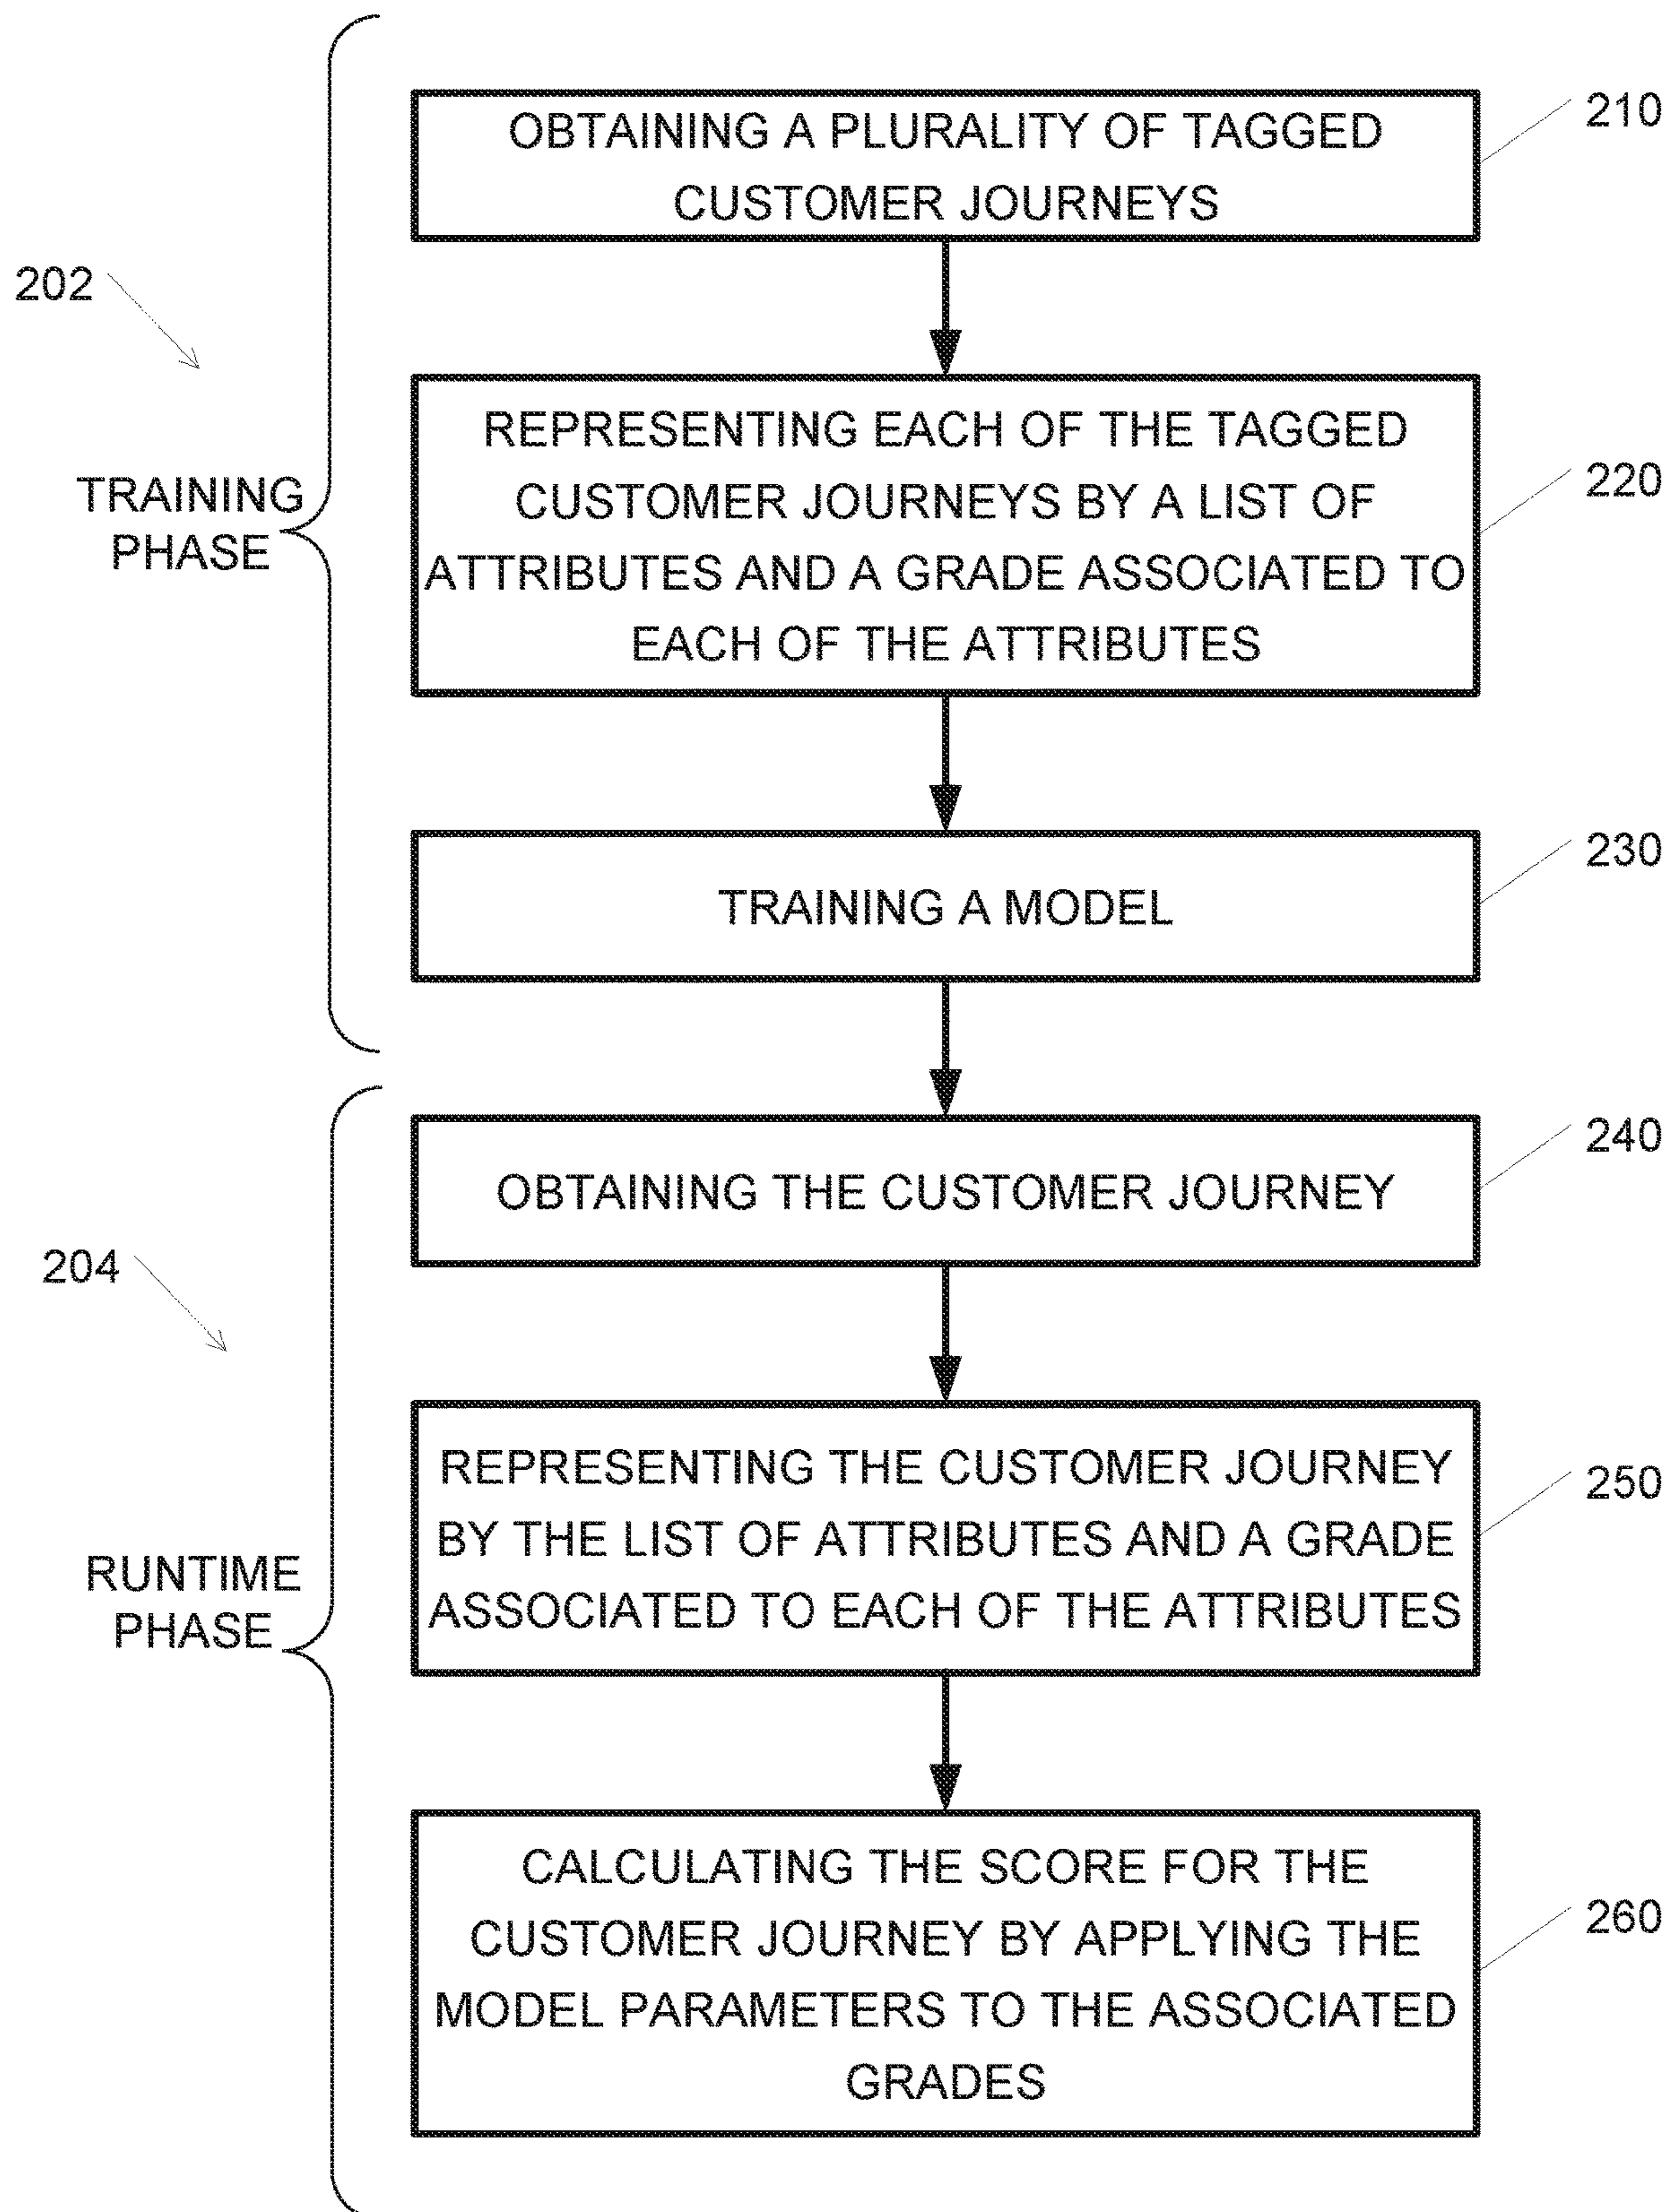 OBTAINING A PLURALITY OF TAGGED
CUSTOMER JOURNEYS
210
202
TRAINING
PHASE
REPRESENTING EACH OF THE TAGGED
CUSTOMER JOURNEYS BY A LIST OF
ATTRIBUTES AND A GRADE ASSOCIATED TO
EACH OF THE ATTRIBUTES
220
TRAINING A MODEL
230
OBTAINING THE CUSTOMER JOURNEY
240
204
RUNTIME
PHASE
REPRESENTING THE CUSTOMER JOURNEY
BY THE LIST OF ATTRIBUTES AND A GRADE
ASSOCIATED TO EACH OF THE ATTRIBUTES
250
CALCULATING THE SCORE FOR THE
CUSTOMER JOURNEY BY APPLYING THE
MODEL PARAMETERS TO THE ASSOCIATED
GRADES
260